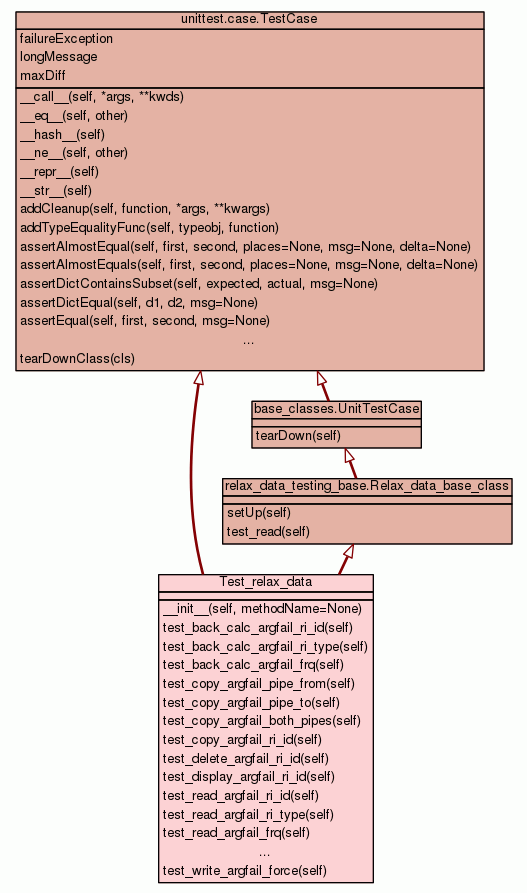 unittest.case.TestCase
failureException
longMessage
maxDiff
__call__(self, *args, **kwds)
__eq__(self, other)
__hash__(self)
__ne__(self, other)
__repr__(self)
__str__(self)
addCleanup(self, function, *args, **kwargs)
addTypeEqualityFunc(self, typeobj, function)
assertAlmostEqual(self, first, second, places=None, msg=None, delta=None)
assertAlmostEquals(self, first, second, places=None, msg=None, delta=None)
assertDictContainsSubset(self, expected, actual, msg=None)
assertDictEqual(self, d1, d2, msg=None)
assertEqual(self, first, second, msg=None)
...
tearDownClass(cls)
base_classes.UnitTestCase
tearDown(self)
relax_data_testing_base.Relax_data_base_class
setUp(self)
test_read(self)
Test_relax_data
__init__(self, methodName=None)
test_back_calc_argfail_ri_id(self)
test_back_calc_argfail_ri_type(self)
test_back_calc_argfail_frq(self)
test_copy_argfail_pipe_from(self)
test_copy_argfail_pipe_to(self)
test_copy_argfail_both_pipes(self)
test_copy_argfail_ri_id(self)
test_delete_argfail_ri_id(self)
test_display_argfail_ri_id(self)
test_read_argfail_ri_id(self)
test_read_argfail_ri_type(self)
test_read_argfail_frq(self)
...
test_write_argfail_force(self)